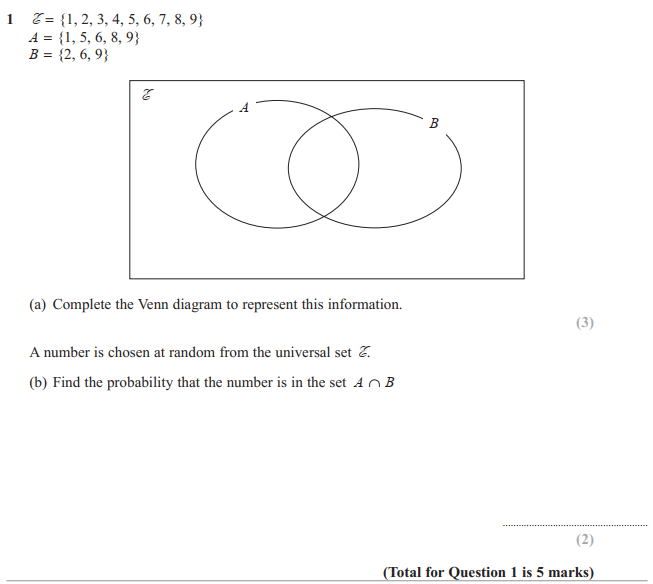 1 ℰ = {1, 2, 3, 4, 5, 6, 7, 8, 9}
A = {1, 5, 6, 8, 9}
B = {2, 6, 9}
ℰ
A
B
(a) Complete the Venn diagram to represent this information.
(3)
A number is chosen at random from the universal set ℰ.
(b) Find the probability that the number is in the set A ∩ B
(2)
(Total for Question 1 is 5 marks)